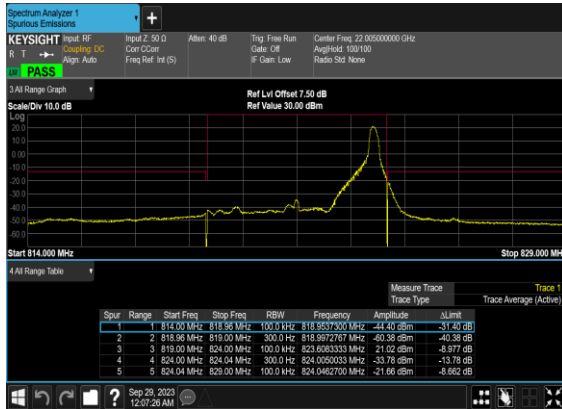 Spectrum Analyzer 1
Spurious Emissions
+
KEYSIGHT Input: RF Input Z: 50 Ω Atten: 40 dB Trig: Free Run Center Freq: 22.005000000 GHz
R T Coupling: DC Corr CCorr Gate: Off Avg|Hold: 100/100
Align: Auto Freq Ref: Int (S) IF Gain: Low Radio Std: None
LV PASS
3 All Range Graph
Ref Lvl Offset 7.50 dB
Scale/Div 10.0 dB Ref Value 30.00 dBm
Log
20.0
10.0
0.00
-10.0
-20.0
-30.0
-40.0
-50.0
-60.0
Start 814.000 MHz Stop 829.000 MHz
4 All Range Table
Measure Trace Trace 1
Trace Type Trace Average (Active)
Spur Range Start Freq Stop Freq RBW Frequency Amplitude ΔLimit
1 1 814.00 MHz 818.96 MHz 100.0 kHz 818.9537300 MHz -44.40 dBm -31.40 dB
2 2 818.96 MHz 819.00 MHz 300.0 Hz 818.9972767 MHz -60.38 dBm -40.38 dB
3 3 819.00 MHz 824.00 MHz 100.0 kHz 823.6083333 MHz 21.02 dBm -8.977 dB
4 4 824.00 MHz 824.04 MHz 300.0 Hz 824.0050033 MHz -33.78 dBm -13.78 dB
5 5 824.04 MHz 829.00 MHz 100.0 kHz 824.0462700 MHz -21.66 dBm -8.662 dB
? Sep 29, 2023
12:07:26 AM